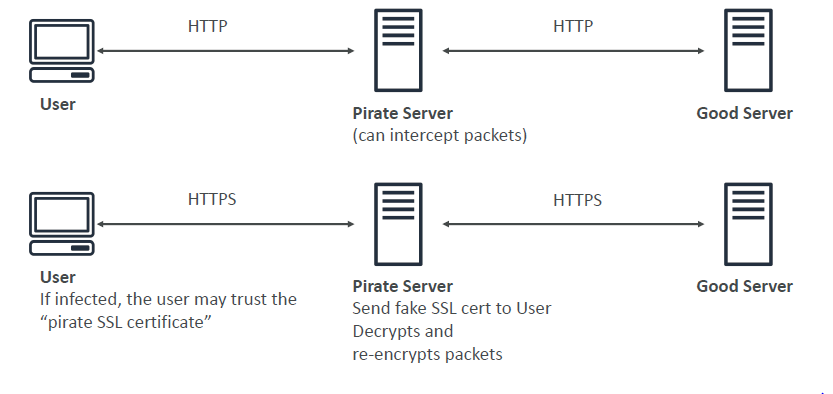 HTTP
HTTP
User
Pirate Server
(can intercept packets)
Good Server
HTTPS
HTTPS
User
If infected, the user may trust the
“pirate SSL certificate”
Pirate Server
Send fake SSL cert to User
Decrypts and
re-encrypts packets
Good Server
.